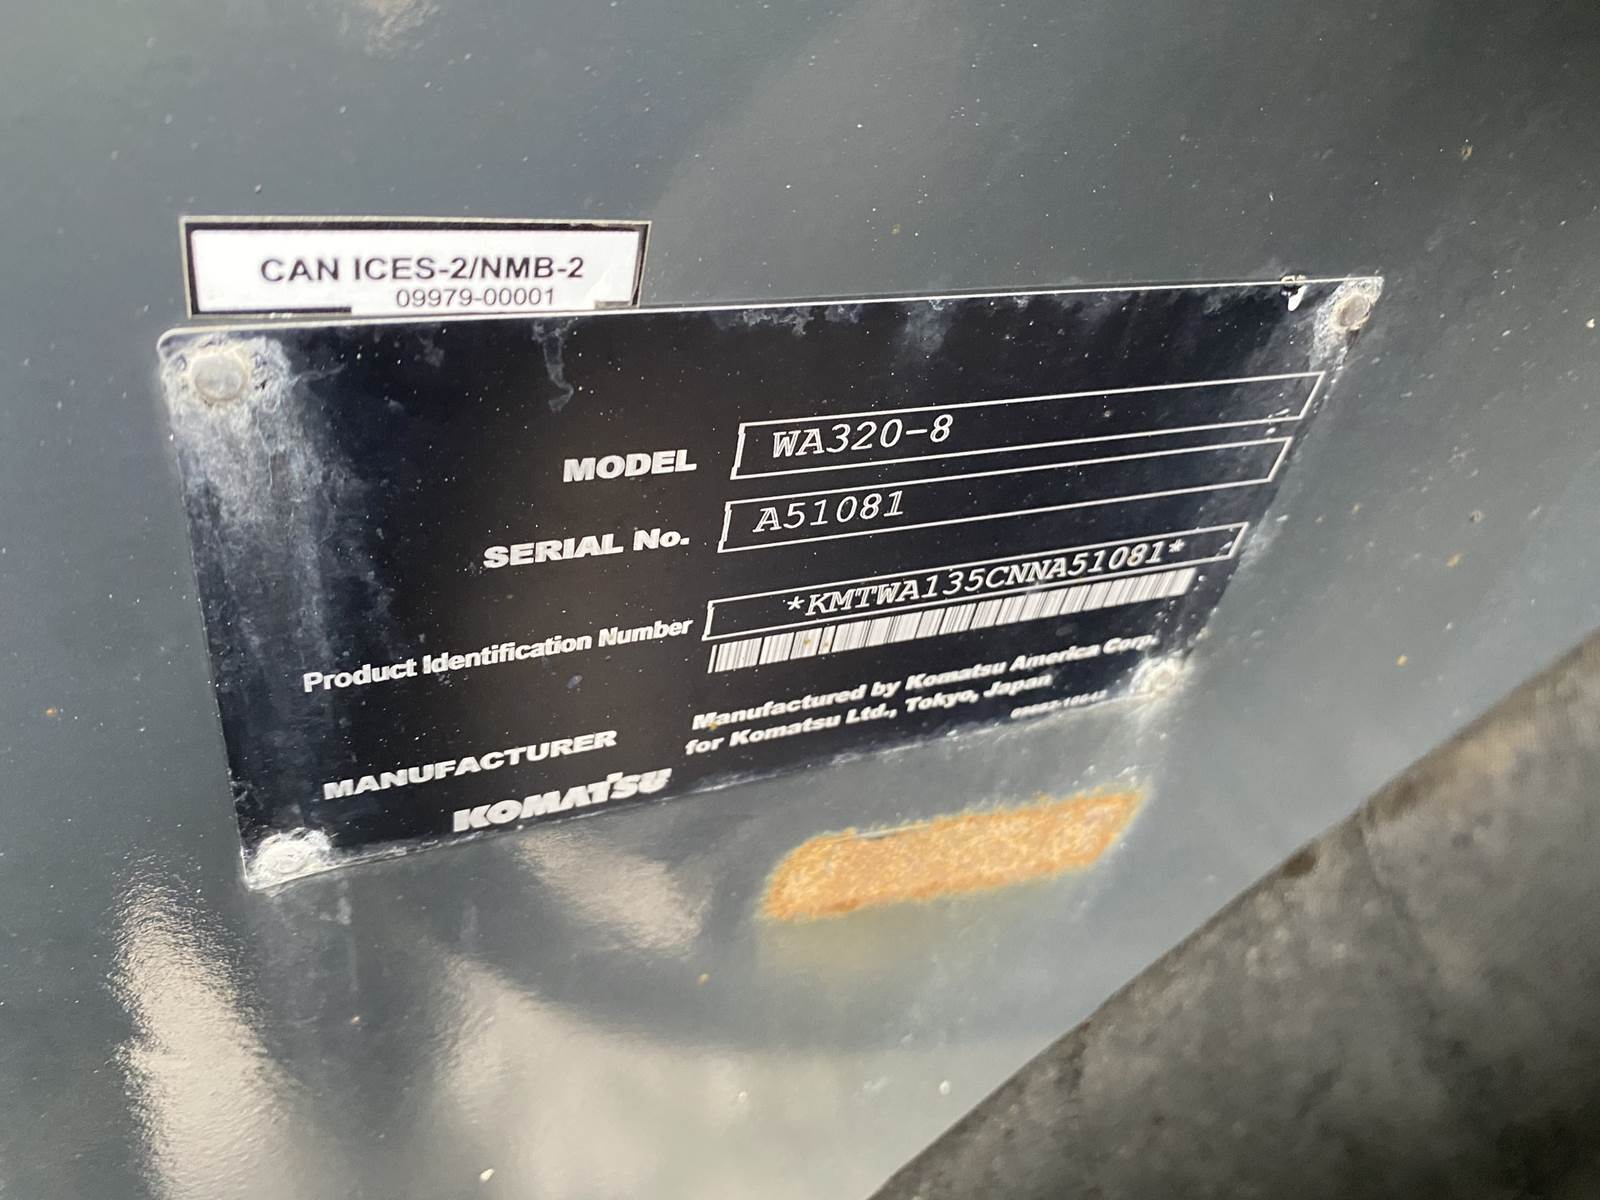 CAN ICES-2/NMB-2
09979-00001
MODEL WA320-8
SERIAL No. A51081
Product Identification Number *KMTWA135CNNA51081*
MANUFACTURER Manufactured by Komatsu America Corp.
for Komatsu Ltd., Tokyo, Japan
KOMATSU